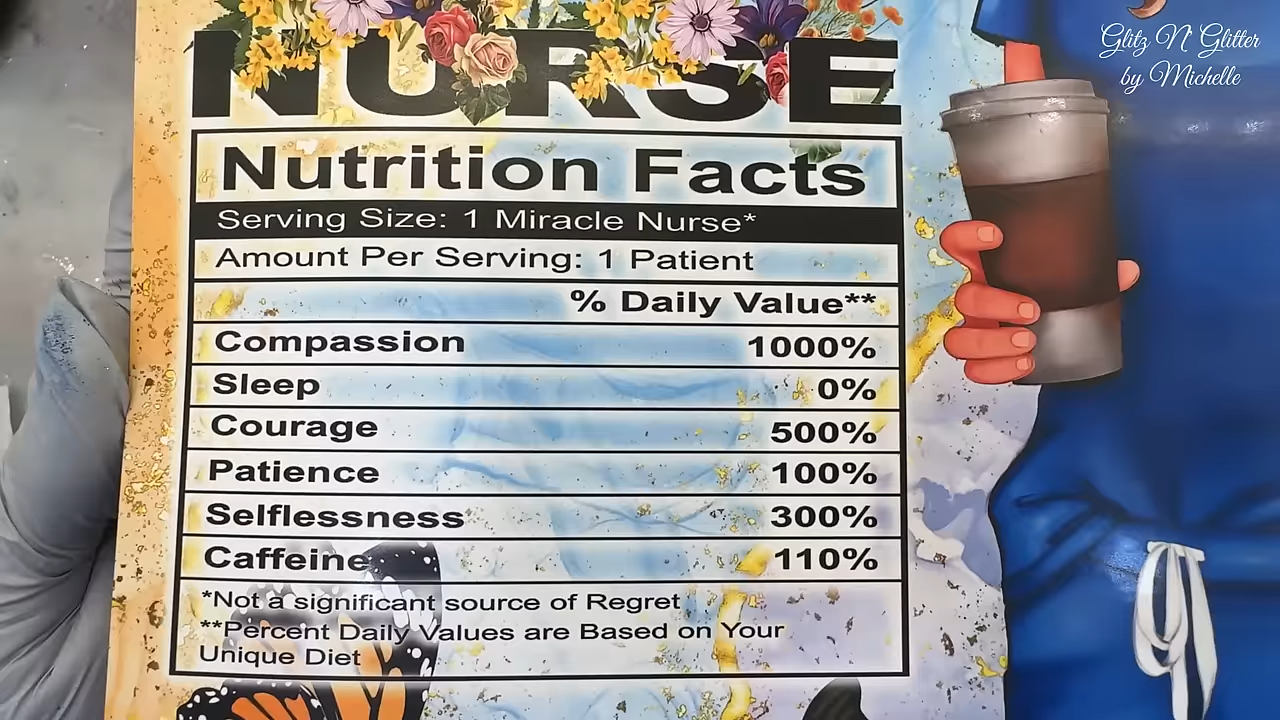 Glitz N Glitter
by Michelle
NURSE
Nutrition Facts
Serving Size: 1 Miracle Nurse*
Amount Per Serving: 1 Patient
% Daily Value**
Compassion 1000%
Sleep 0%
Courage 500%
Patience 100%
Selflessness 300%
Caffeine 110%
*Not a significant source of Regret
**Percent Daily Values are Based on Your
Unique Diet